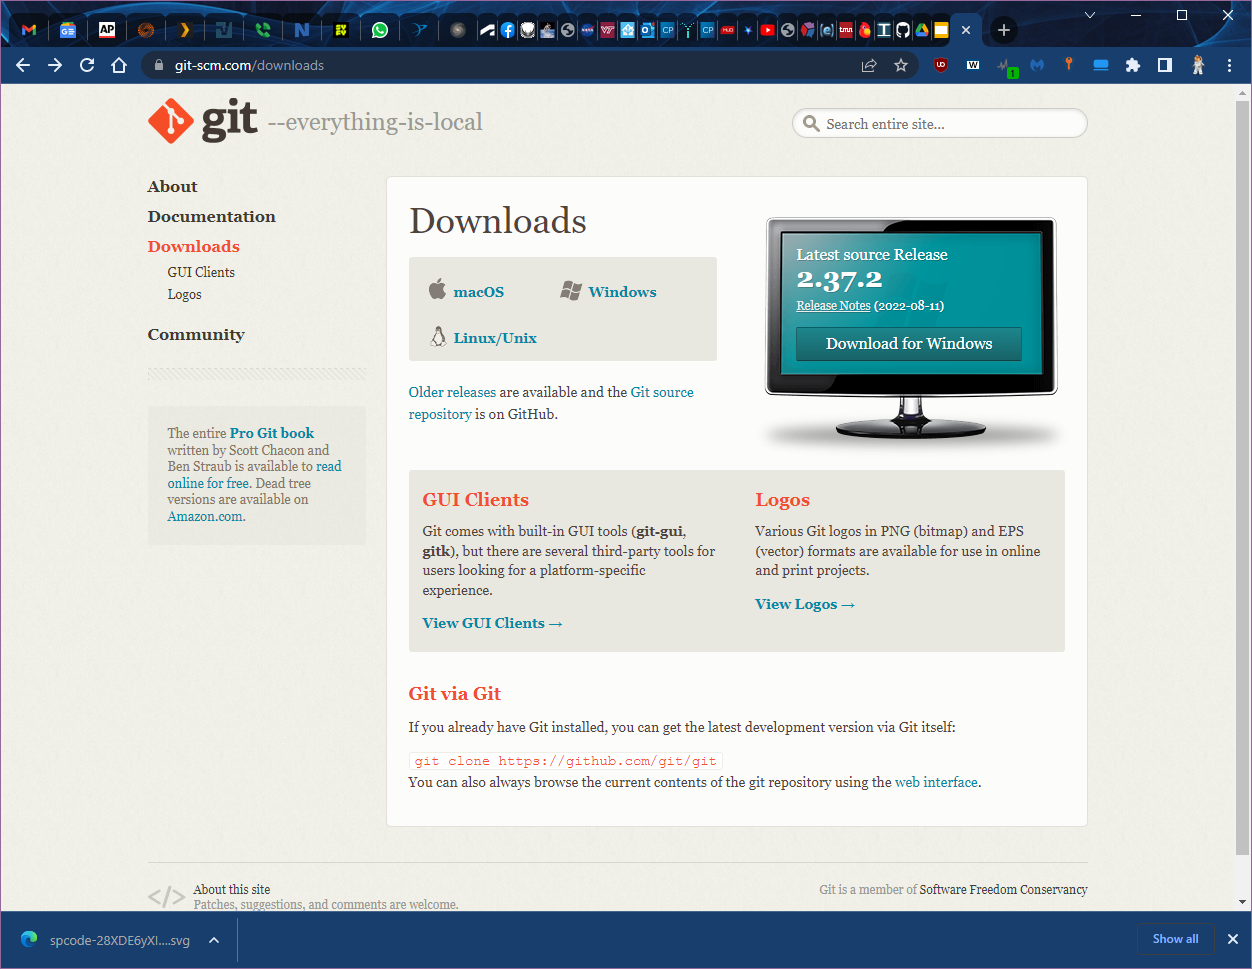 git-scm.com/downloads
1
git --everything-is-local
Search entire site...
About
Documentation
Downloads
GUI Clients
Logos
Community
The entire Pro Git book
written by Scott Chacon and
Ben Straub is available to read
online for free. Dead tree
versions are available on
Amazon.com.
Downloads
macOS
Windows
Linux/Unix
Older releases are available and the Git source
repository is on GitHub.
Latest source Release
2.37.2
Release Notes (2022-08-11)
Download for Windows
GUI Clients
Git comes with built-in GUI tools (git-gui,
gitk), but there are several third-party tools for
users looking for a platform-specific
experience.
View GUI Clients →
Logos
Various Git logos in PNG (bitmap) and EPS
(vector) formats are available for use in online
and print projects.
View Logos →
Git via Git
If you already have Git installed, you can get the latest development version via Git itself:
git clone https://github.com/git/git
You can also always browse the current contents of the git repository using the web interface.
</> About this site
Patches, suggestions, and comments are welcome.
Git is a member of Software Freedom Conservancy
spcode-28XDE6yXI....svg
Show all